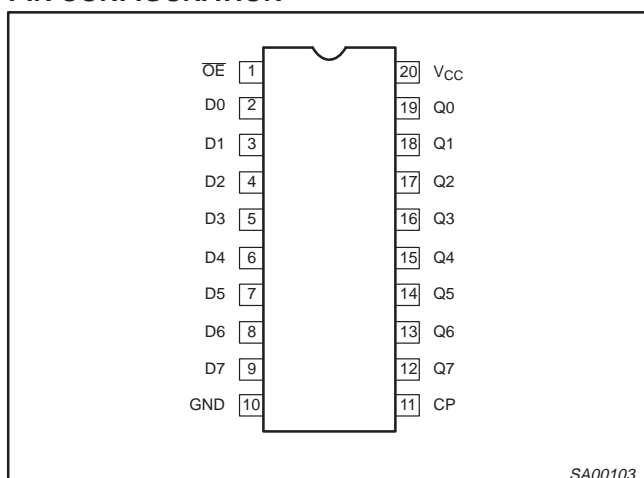 OE 1 20 VCC
D0 2 19 Q0
D1 3 18 Q1
D2 4 17 Q2
D3 5 16 Q3
D4 6 15 Q4
D5 7 14 Q5
D6 8 13 Q6
D7 9 12 Q7
GND 10 11 CP
SA00103